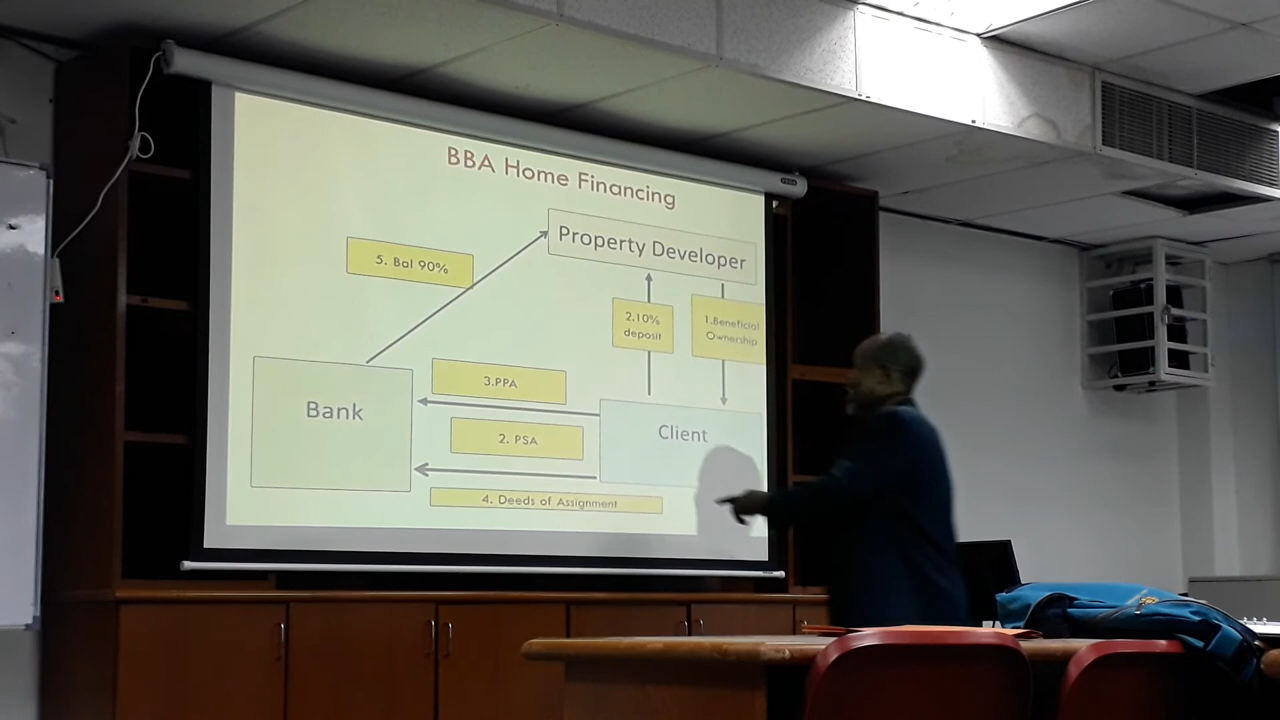 BBA Home Financing
Property Developer
5. Bal 90%
2.10%
deposit
1.Beneficial
Ownership
3.PPA
Bank
2. PSA
Client
4. Deeds of Assignment